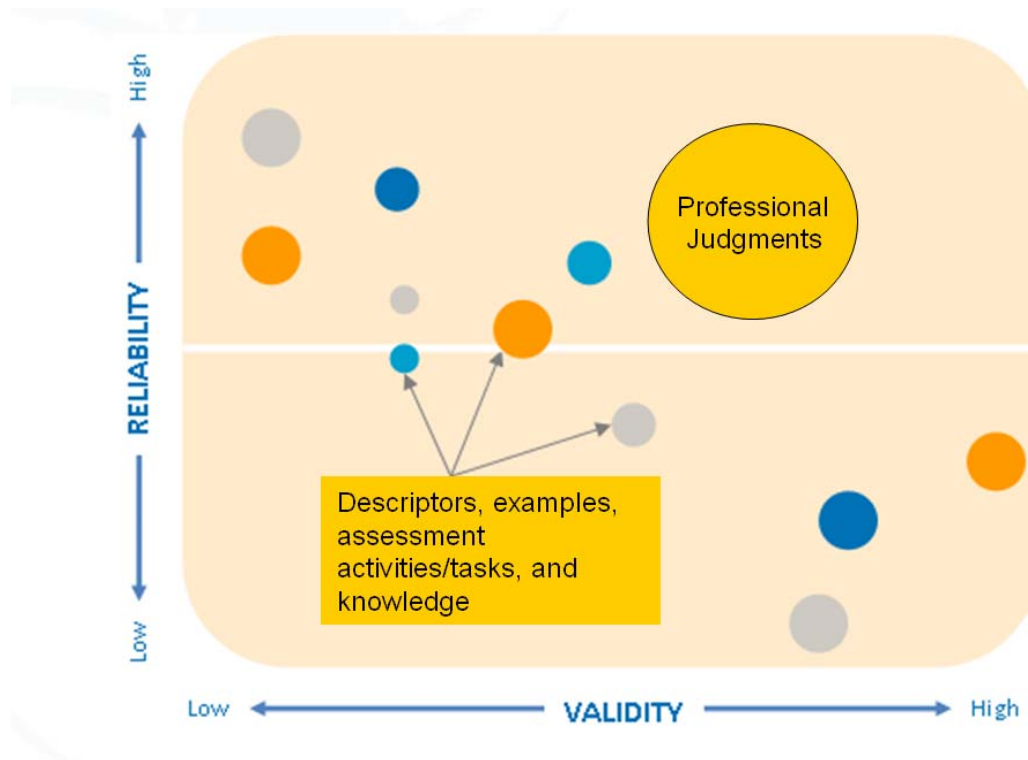 High
Professional
Judgments
RELIABILITY
Descriptors, examples,
assessment
activities/tasks, and
knowledge
Low
Low
VALIDITY
High